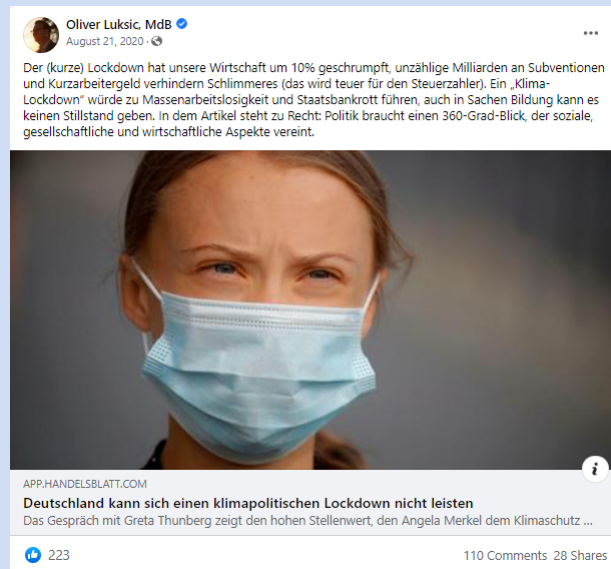 Oliver Luksic, MdB
August 21, 2020 ·
Der (kurze) Lockdown hat unsere Wirtschaft um 10% geschrumpft, unzählige Milliarden an Subventionen
und Kurzarbeitergeld verhindern Schlimmeres (das wird teuer für den Steuerzahler). Ein „Klima-
Lockdown“ würde zu Massenarbeitslosigkeit und Staatsbankrott führen, auch in Sachen Bildung kann es
keinen Stillstand geben. In dem Artikel steht zu Recht: Politik braucht einen 360-Grad-Blick, der soziale,
gesellschaftliche und wirtschaftliche Aspekte vereint.
APP.HANDELSBLATT.COM
Deutschland kann sich einen klimapolitischen Lockdown nicht leisten
Das Gespräch mit Greta Thunberg zeigt den hohen Stellenwert, den Angela Merkel dem Klimaschutz ...
223
110 Comments 28 Shares